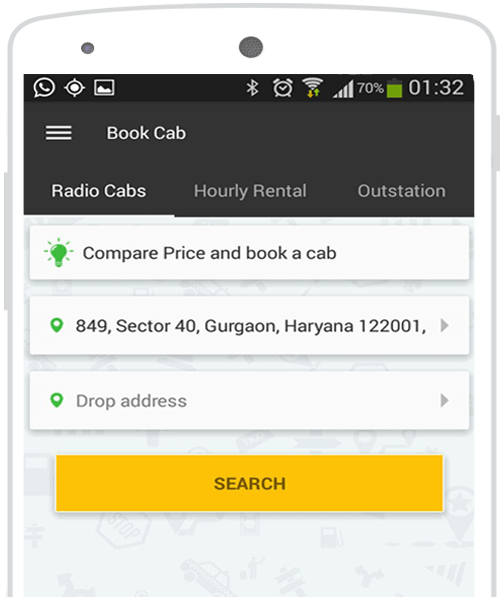 70% 01:32
Book Cab
Radio Cabs Hourly Rental Outstation
Compare Price and book a cab
849, Sector 40, Gurgaon, Haryana 122001,
Drop address
SEARCH
STOP